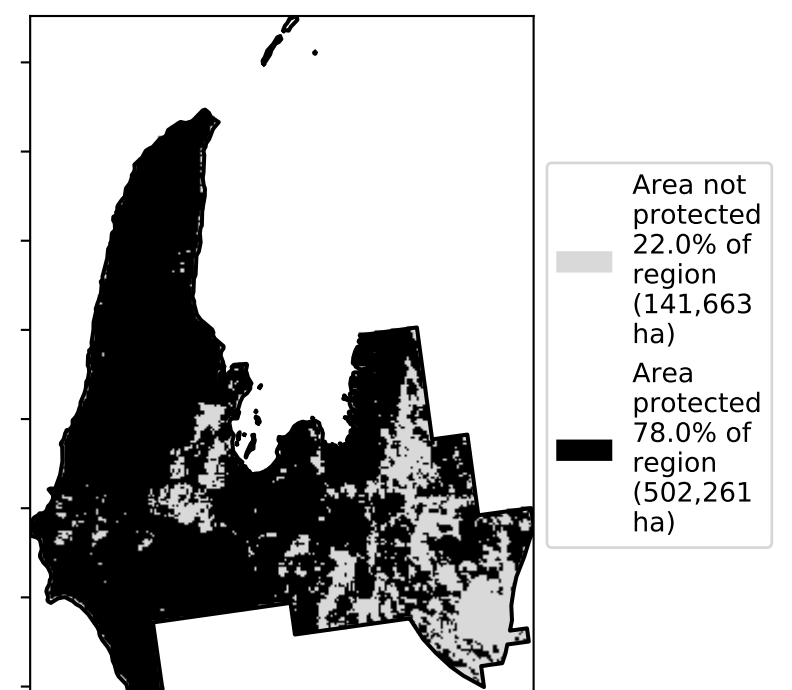 Area not
protected
22.0% of
region
(141,663
ha)
Area
protected
78.0% of
region
(502,261
ha)